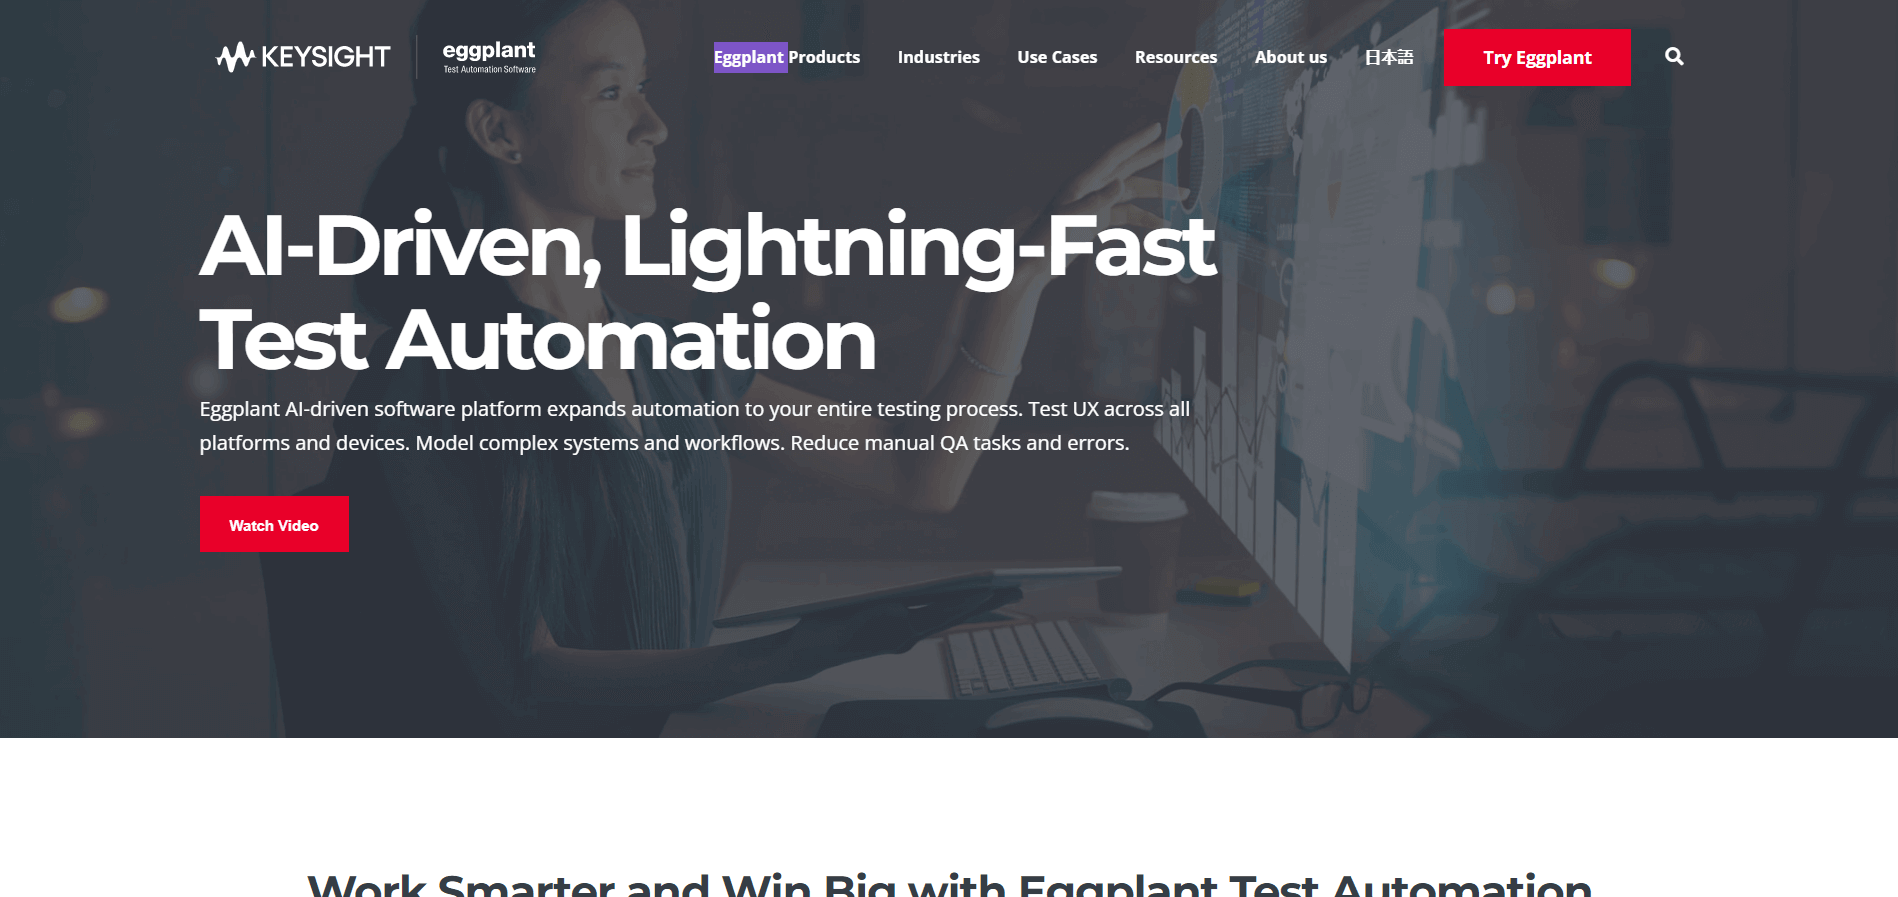 KEYSIGHT
eggplant
Test Automation Software
Eggplant Products
Industries
Use Cases
Resources
About us
日本語
Try Eggplant
AI-Driven, Lightning-Fast
Test Automation
Eggplant AI-driven software platform expands automation to your entire testing process. Test UX across all
platforms and devices. Model complex systems and workflows. Reduce manual QA tasks and errors.
Watch Video
Work Smarter and Win Big with Eggplant Test Automation